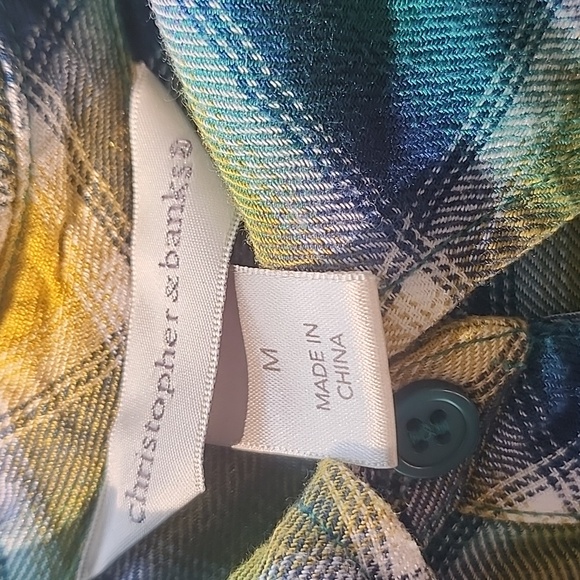 christopher & banks®
M
MADE IN
CHINA